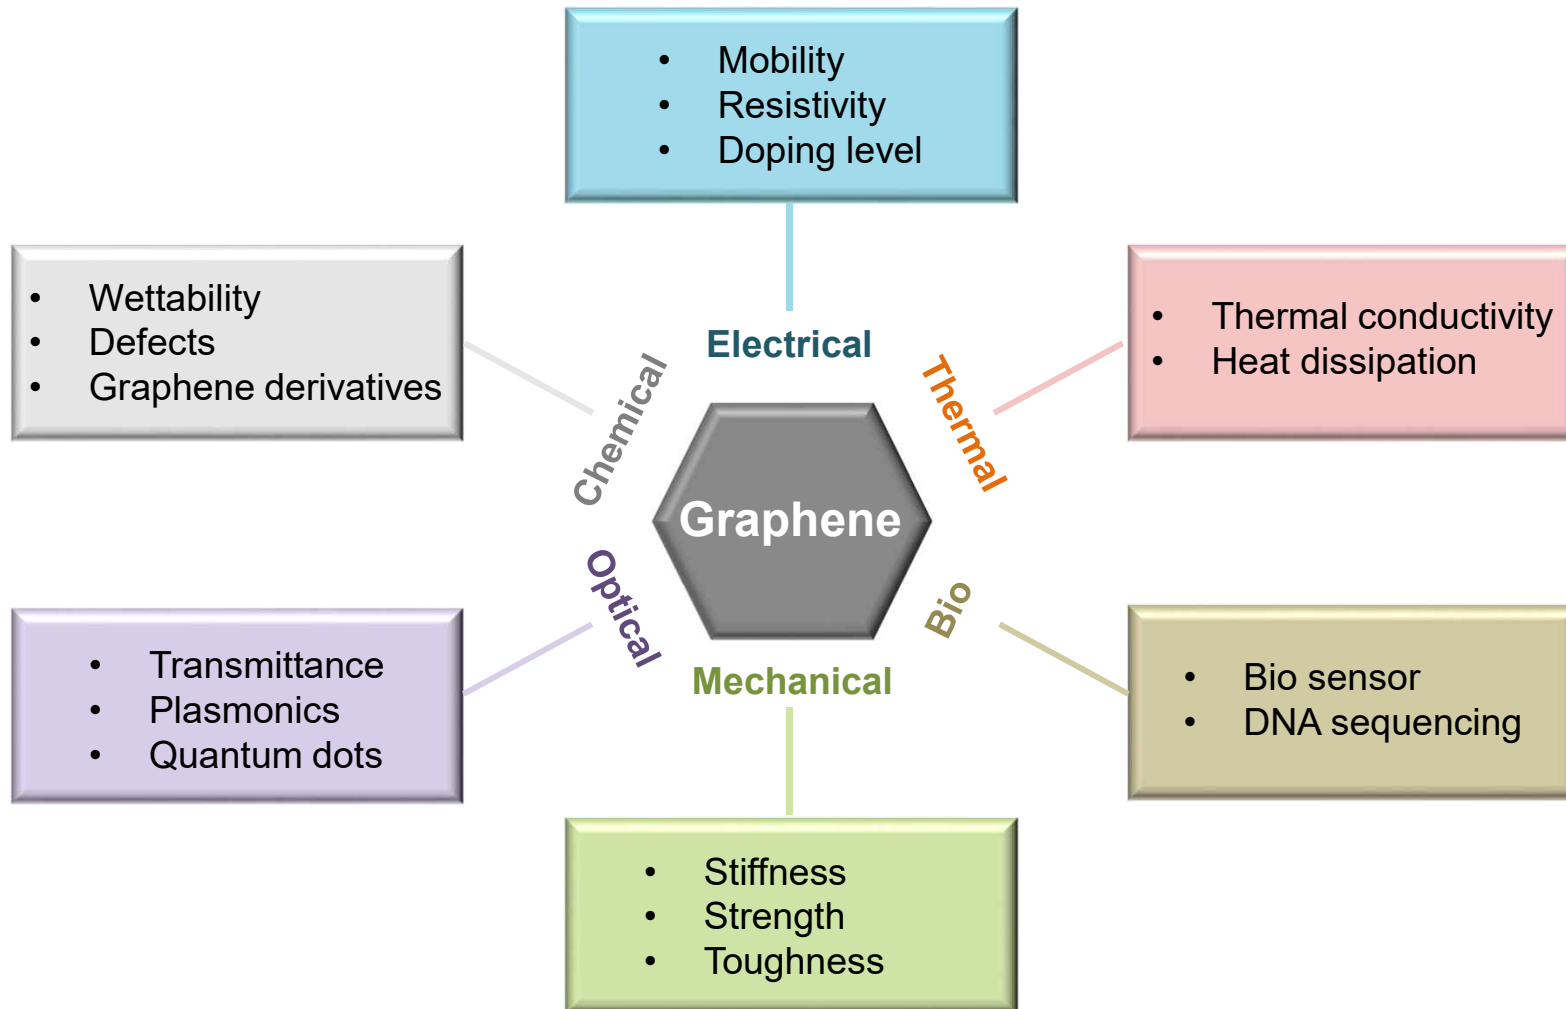 • Mobility
• Resistivity
• Doping level
Electrical
• Thermal conductivity
• Heat dissipation
Thermal
• Bio sensor
• DNA sequencing
Bio
• Stiffness
• Strength
• Toughness
Mechanical
• Transmittance
• Plasmonics
• Quantum dots
Optical
• Wettability
• Defects
• Graphene derivatives
Chemical
Graphene